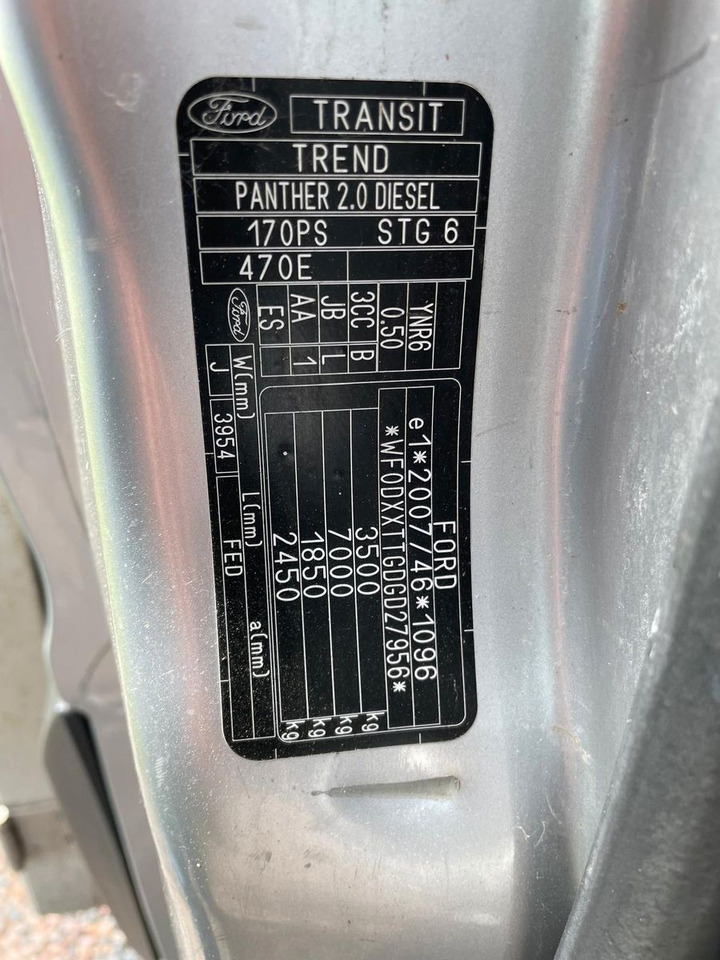 Ford TRANSIT
TREND
PANTHER 2.0 DIESEL
170PS STG 6
470E
YNR6
0.50
3CC B
JB L
AA 1
ES
Ford
FORD
e1*2007/46*1096
*WF0DXXTTGDGD27956*
3500 kg
7000 kg
1850 kg
2450 kg
W(mm) L(mm) a(mm)
J 3954 FED